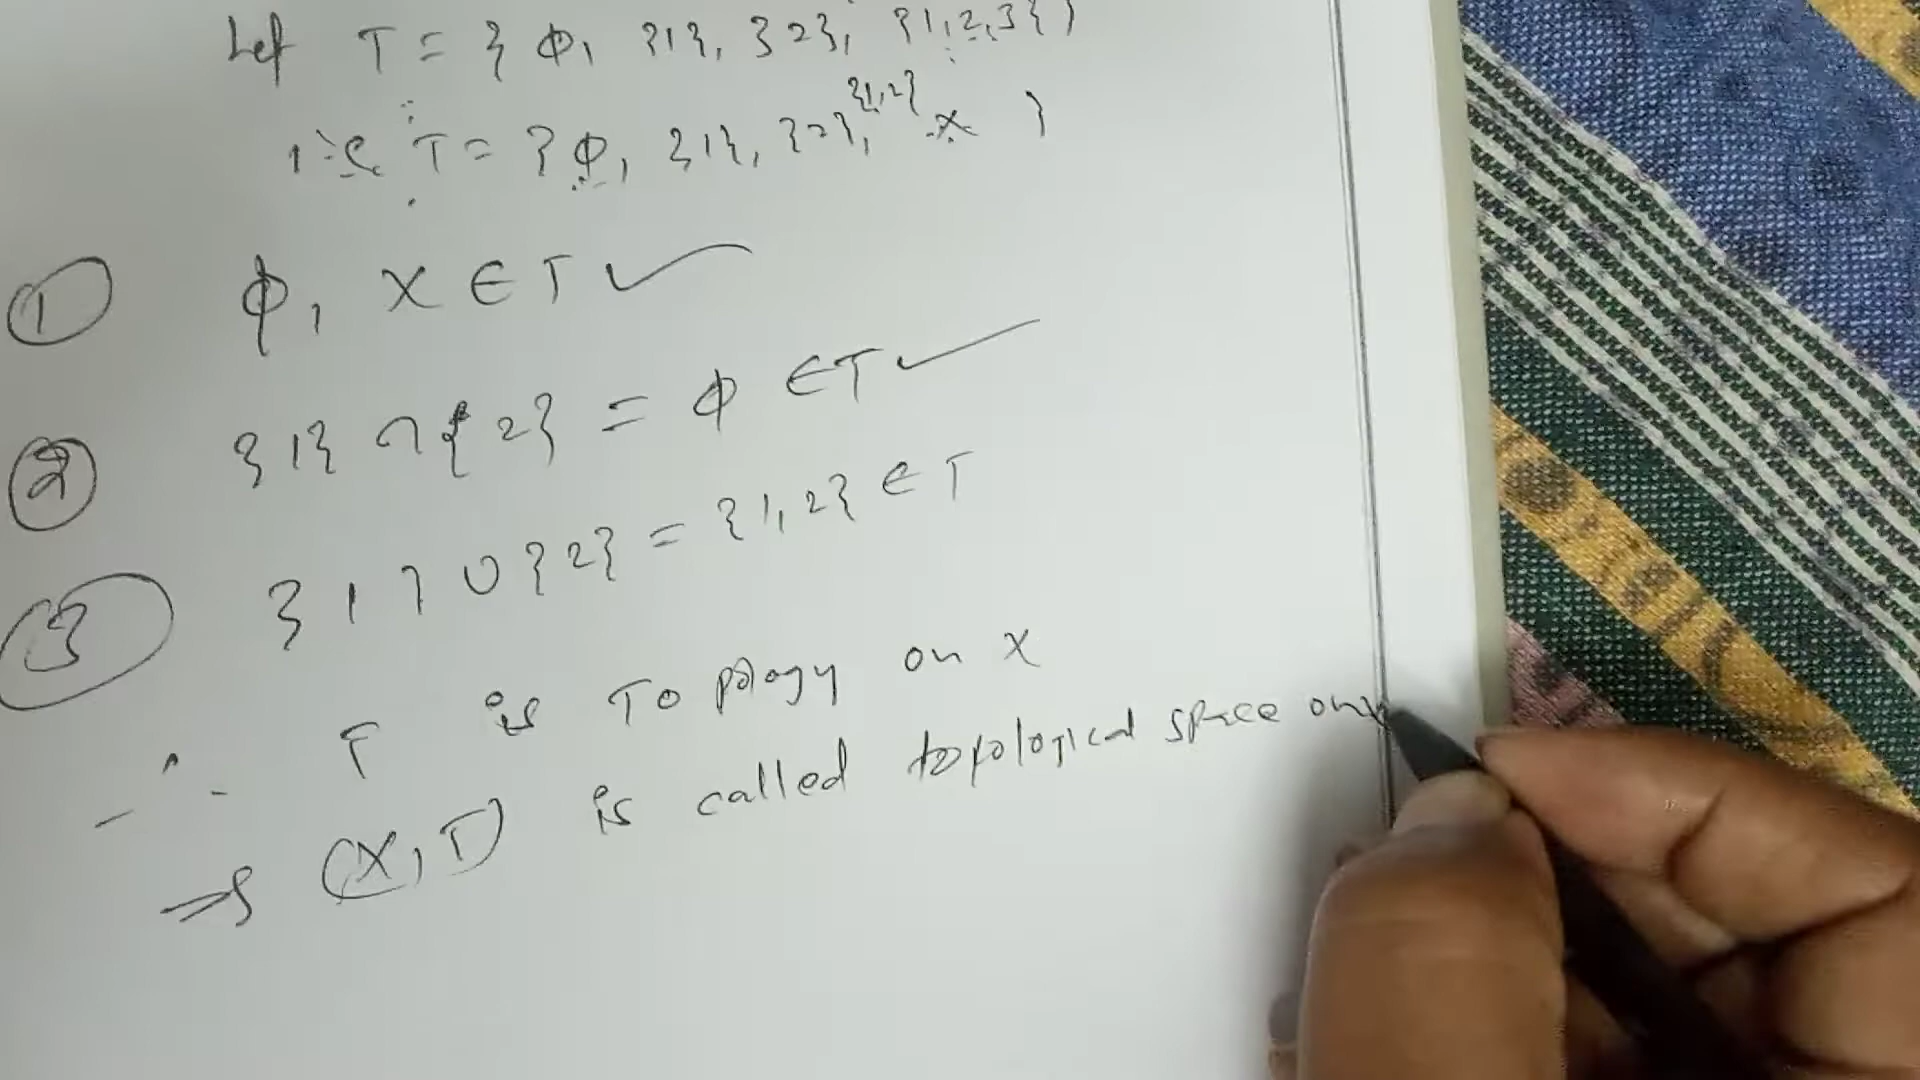 Let T = { φ, {1}, {2}, {1,2,3} }
i.e T = { φ, {1}, {2}, {1,2} X }
① φ, X ∈ T ✓
② {1} ∩ {2} = φ ∈ T ✓
③ {1} ∪ {2} = {1,2} ∈ T
∴ T is Topology on X
⇒ (X, T) is called topological space on X